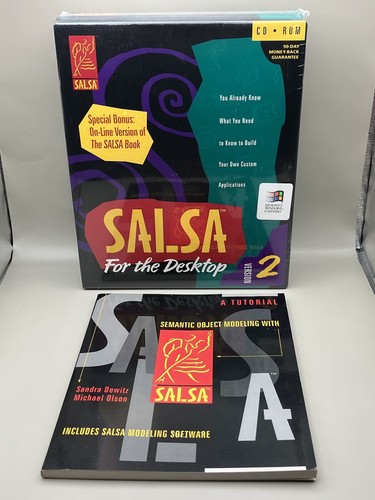 SALSA
CD • ROM
90-DAY
MONEY-BACK
GUARANTEE
Special Bonus:
On-Line Version of
The SALSA Book
You Already Know
What You Need
to Know to Build
Your Own Custom
Applications
SALSA
For the Desktop
VERSION 2
A TUTORIAL
SEMANTIC OBJECT MODELING WITH
SALSA
SALSA
Sandra Dewitz
Michael Olson
INCLUDES SALSA MODELING SOFTWARE